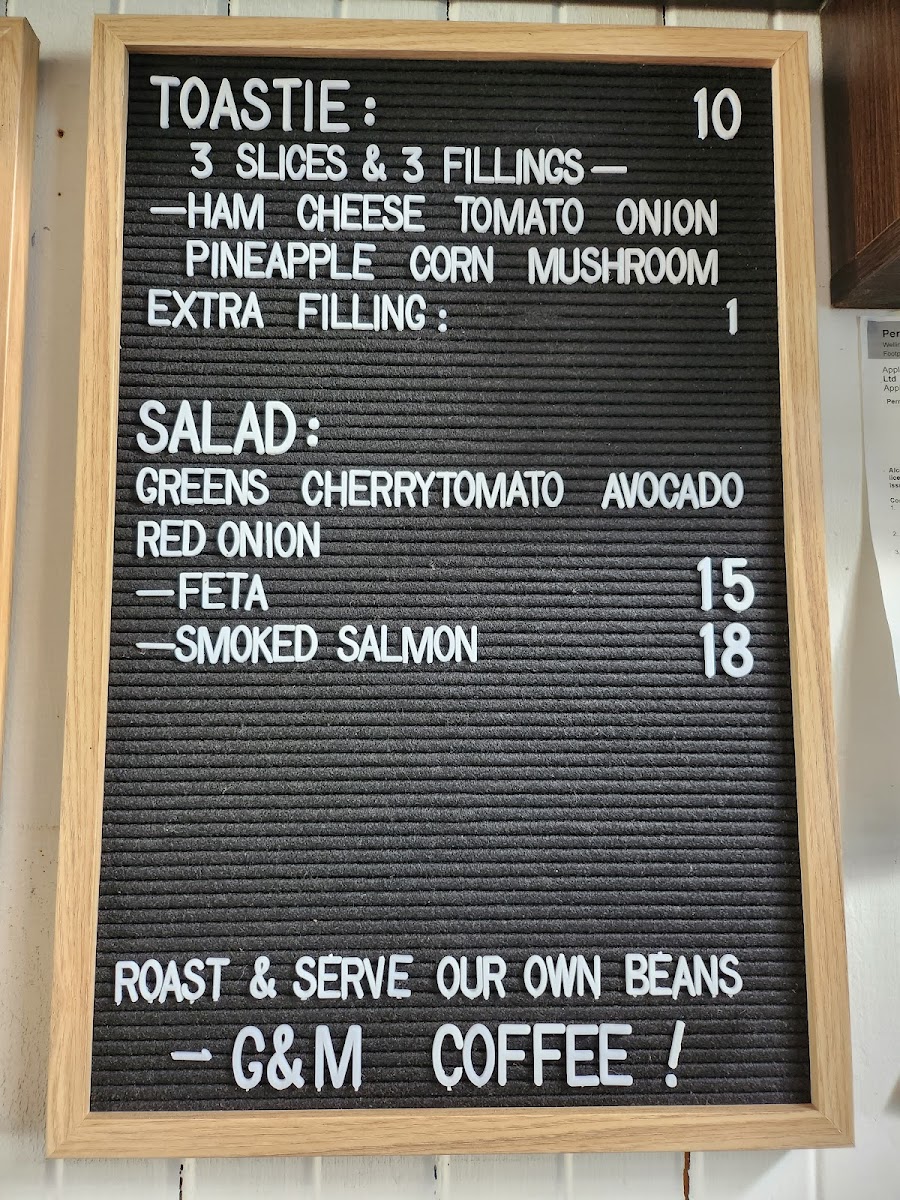 TOASTIE: 10
3 SLICES & 3 FILLINGS —
—HAM CHEESE TOMATO ONION
PINEAPPLE CORN MUSHROOM
EXTRA FILLING: 1
SALAD:
GREENS CHERRYTOMATO AVOCADO
RED ONION
—FETA 15
—SMOKED SALMON 18
ROAST & SERVE OUR OWN BEANS
- G&M COFFEE !